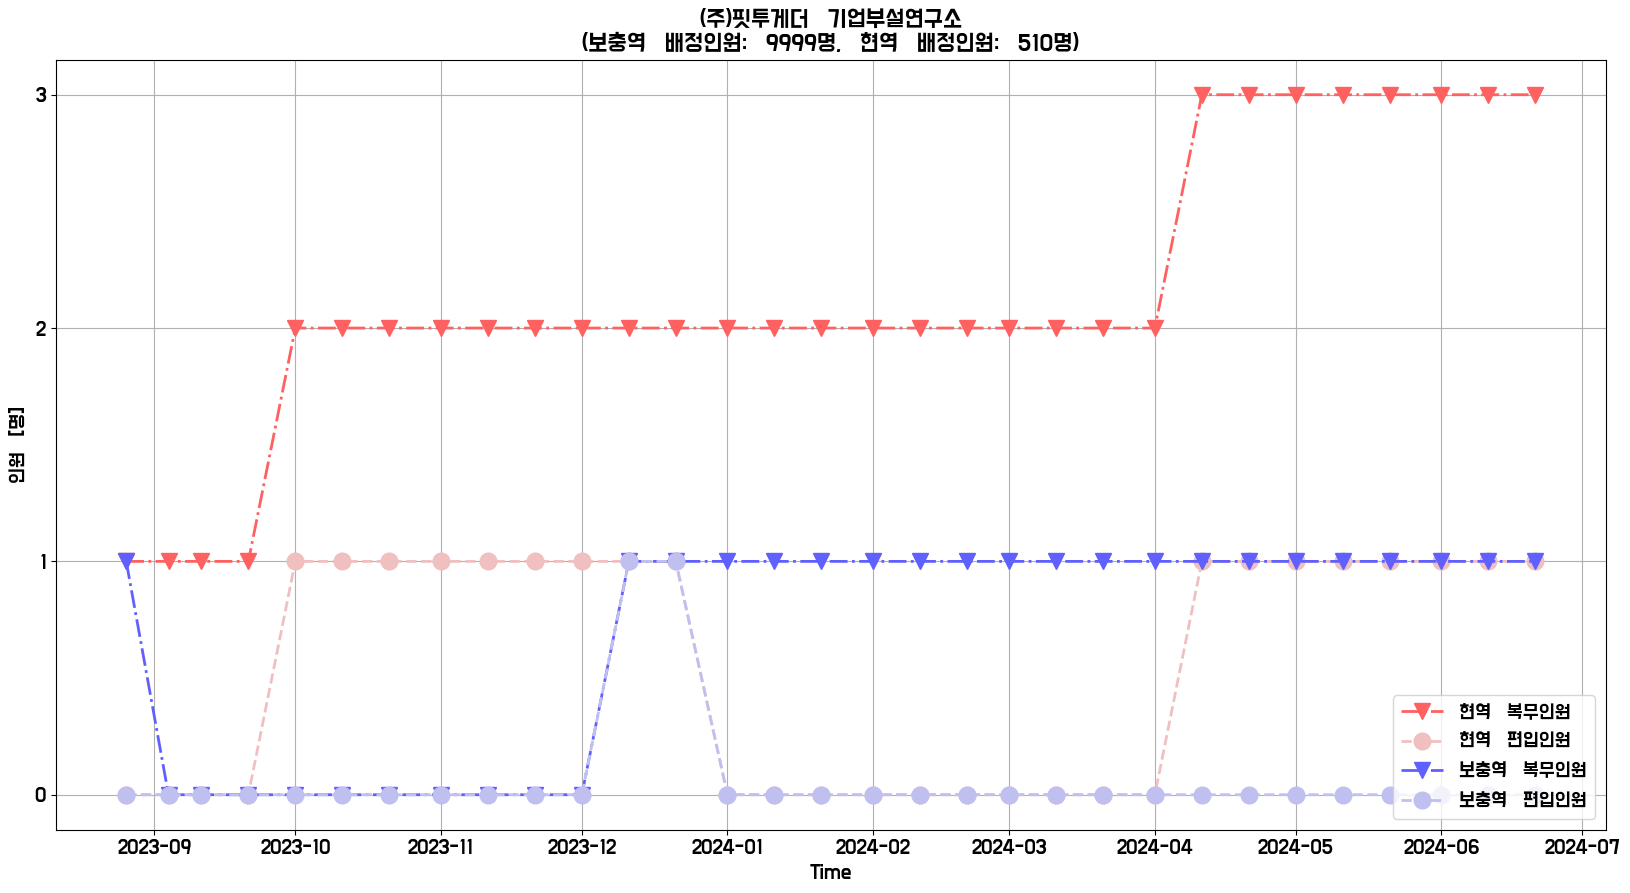 (주)핏투게더 기업부설연구소
(보충역 배정인원: 9999명, 현역 배정인원: 510명)
3
2
1
0
인원 [명]
2023-09 2023-10 2023-11 2023-12 2024-01 2024-02 2024-03 2024-04 2024-05 2024-06 2024-07
Time
현역 복무인원
현역 편입인원
보충역 복무인원
보충역 편입인원